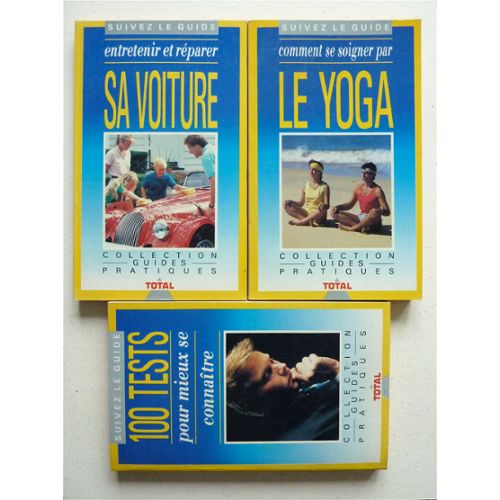 SUIVEZ LE GUIDE
entretenir et réparer
SA VOITURE
COLLECTION
GUIDES
PRATIQUES
TOTAL
SUIVEZ LE GUIDE
comment se soigner par
LE YOGA
COLLECTION
GUIDES
PRATIQUES
TOTAL
SUIVEZ LE GUIDE
100 TESTS
pour mieux se
connaître
COLLECTION
GUIDES
PRATIQUES
TOTAL